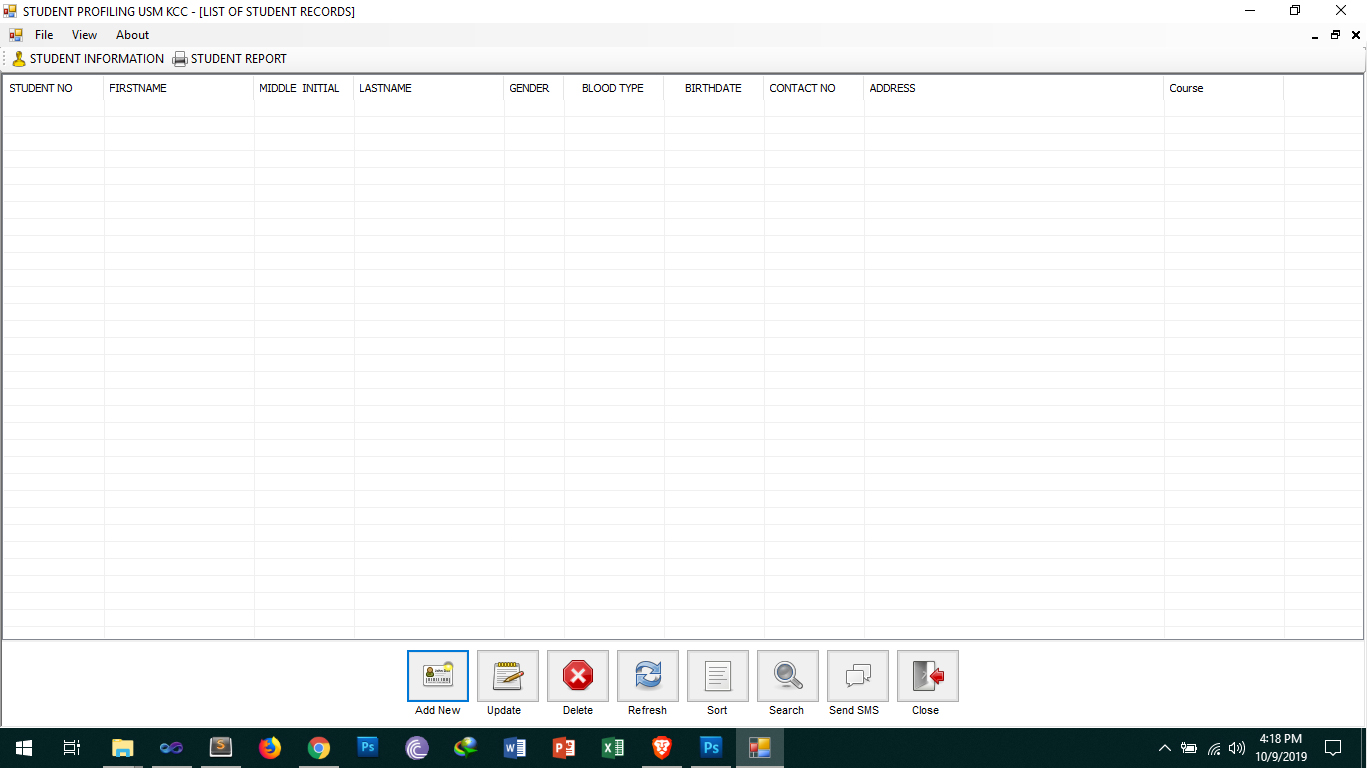 STUDENT PROFILING USM KCC - [LIST OF STUDENT RECORDS]
File View About
STUDENT INFORMATION STUDENT REPORT
STUDENT NO FIRSTNAME MIDDLE INITIAL LASTNAME GENDER BLOOD TYPE BIRTHDATE CONTACT NO ADDRESS Course
Add New Update Delete Refresh Sort Search Send SMS Close
S Ps W P X Ps
4:18 PM
10/9/2019